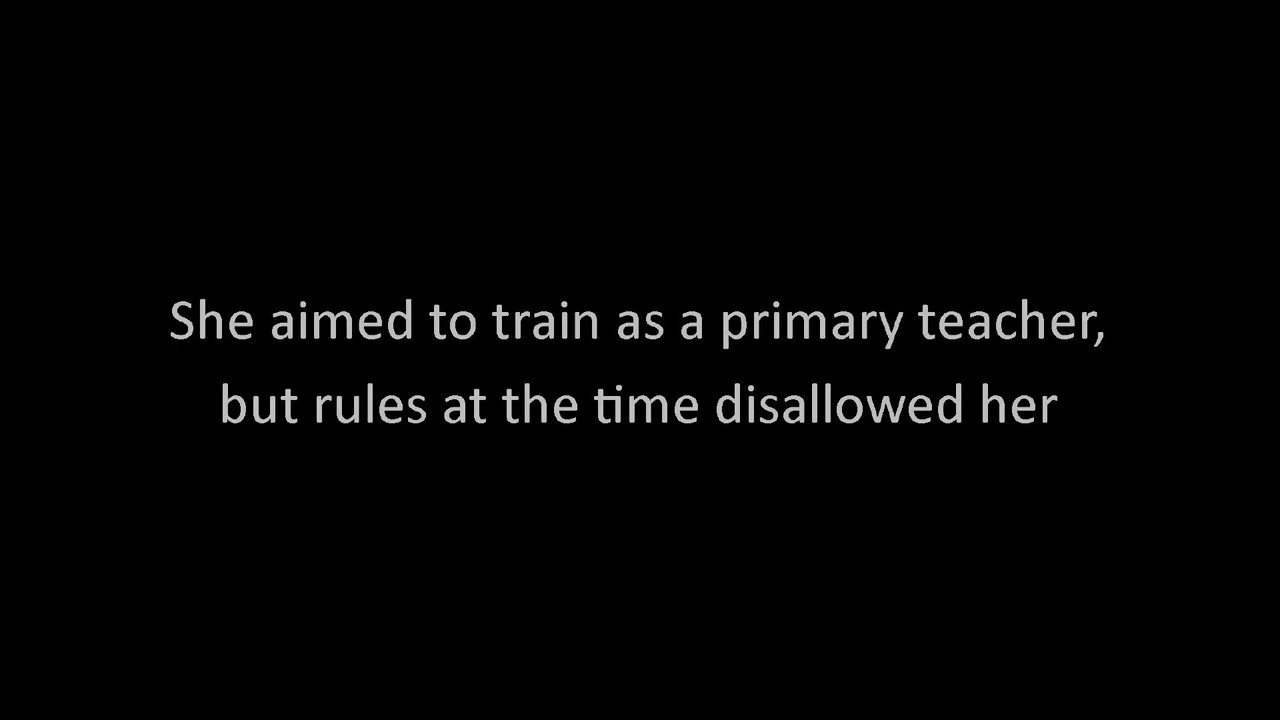 She aimed to train as a primary teacher,
but rules at the time disallowed her